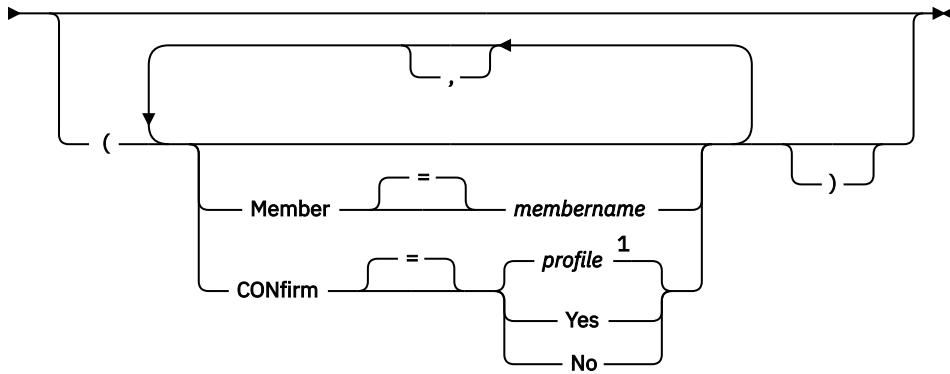 ,
(
)
=
Member membername
=
profile 1
CONfirm
Yes
No